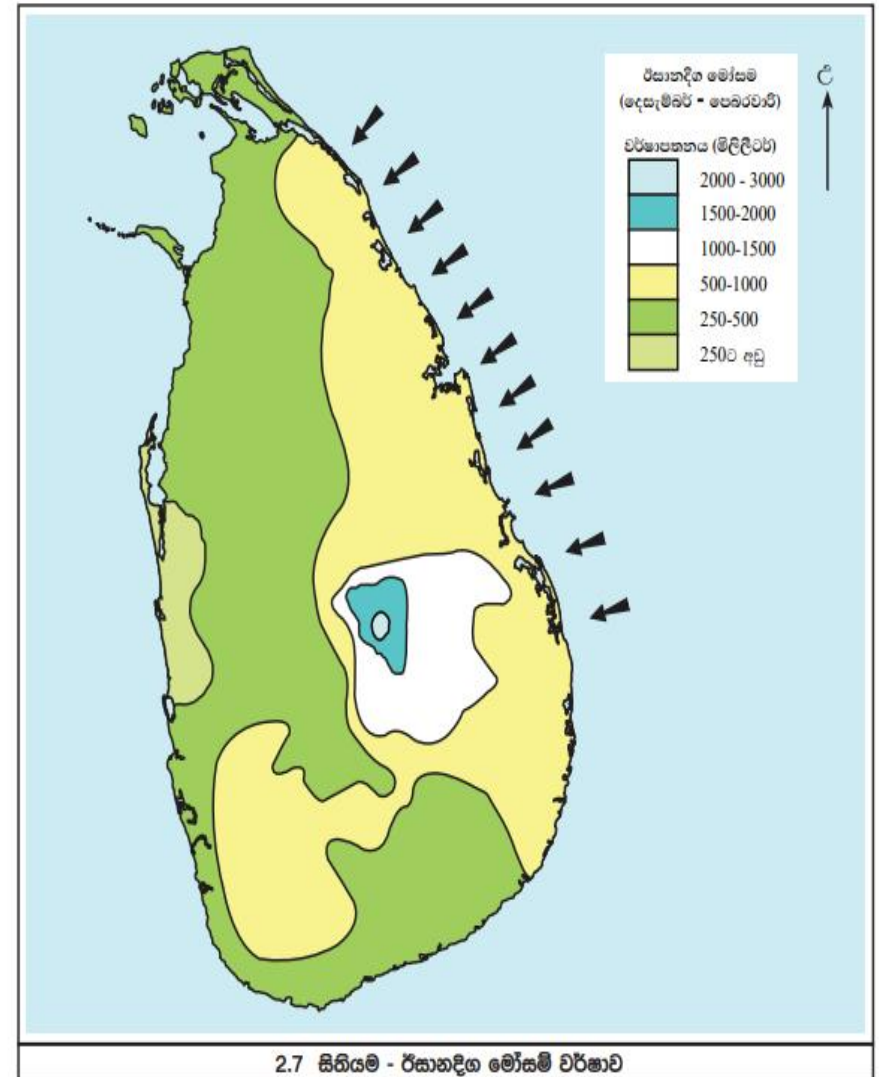 ඊසානදිග මෝසම
(දෙසැම්බර් - පෙබරවාරි)
උ
වර්ෂාපතනය (මිලිලීටර්)
2000 - 3000
1500-2000
1000-1500
500-1000
250-500
250ට අඩු
2.7 සිතියම - ඊසානදිග මෝසම් වර්ෂාව